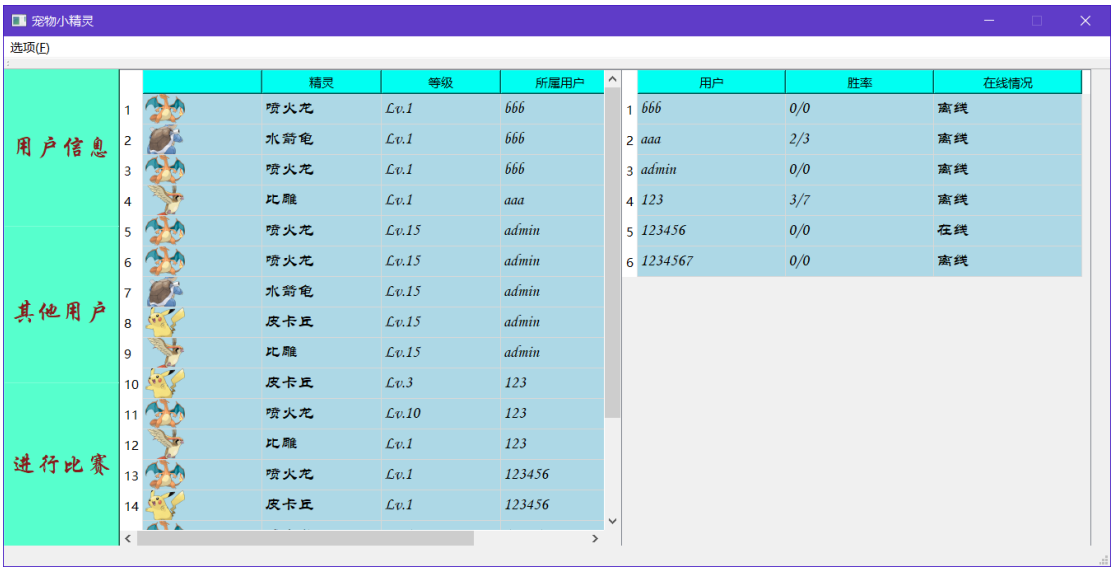 宠物小精灵
选项(F)
用户信息
其他用户
进行比赛
精灵 等级 所属用户
1 喷火龙 Lv.1 666
2 水箭龟 Lv.1 666
3 喷火龙 Lv.1 666
4 比雕 Lv.1 aaa
5 喷火龙 Lv.15 admin
6 喷火龙 Lv.15 admin
7 水箭龟 Lv.15 admin
8 皮卡丘 Lv.15 admin
9 比雕 Lv.15 admin
10 皮卡丘 Lv.3 123
11 喷火龙 Lv.10 123
12 比雕 Lv.1 123
13 喷火龙 Lv.1 123456
14 皮卡丘 Lv.1 123456
用户 胜率 在线情况
1 666 0/0 离线
2 aaa 2/3 离线
3 admin 0/0 离线
4 123 3/7 离线
5 123456 0/0 在线
6 1234567 0/0 离线